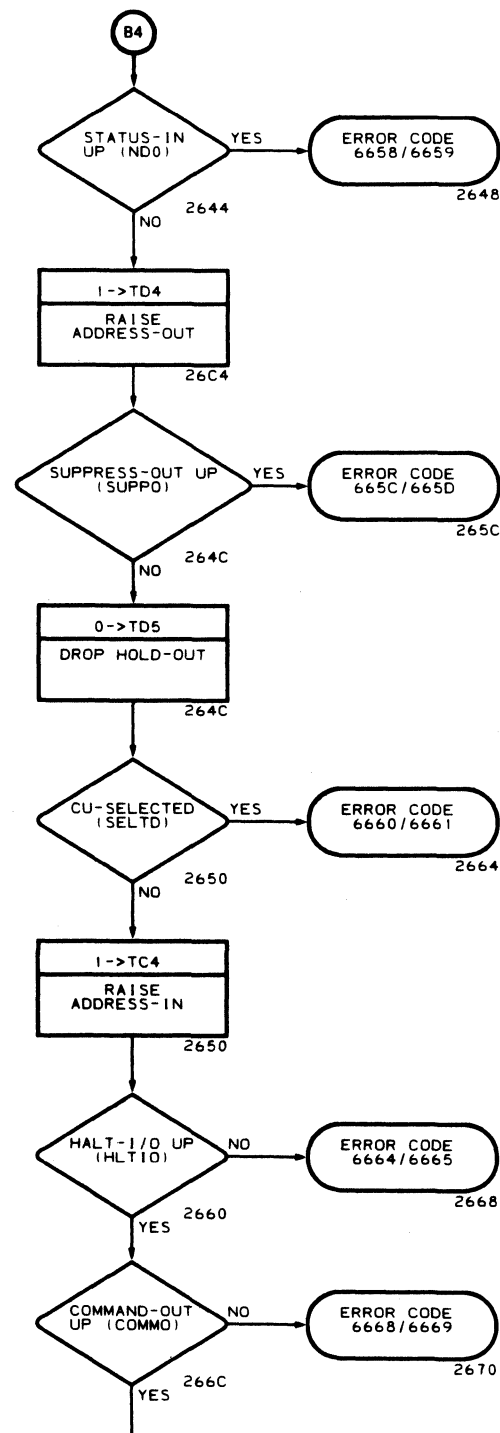 B4
STATUS-IN
UP (ND0)
YES
ERROR CODE
6658/6659
2648
2644
NO
1->TD4
RAISE
ADDRESS-OUT
26C4
SUPPRESS-OUT UP
(SUPPO)
YES
ERROR CODE
665C/665D
265C
264C
NO
0->TD5
DROP HOLD-OUT
264C
CU-SELECTED
(SELTD)
YES
ERROR CODE
6660/6661
2664
2650
NO
1->TC4
RAISE
ADDRESS-IN
2650
HALT-I/O UP
(HLTIO)
NO
ERROR CODE
6664/6665
2668
2660
YES
COMMAND-OUT
UP (COMMO)
NO
ERROR CODE
6668/6669
2670
266C
YES